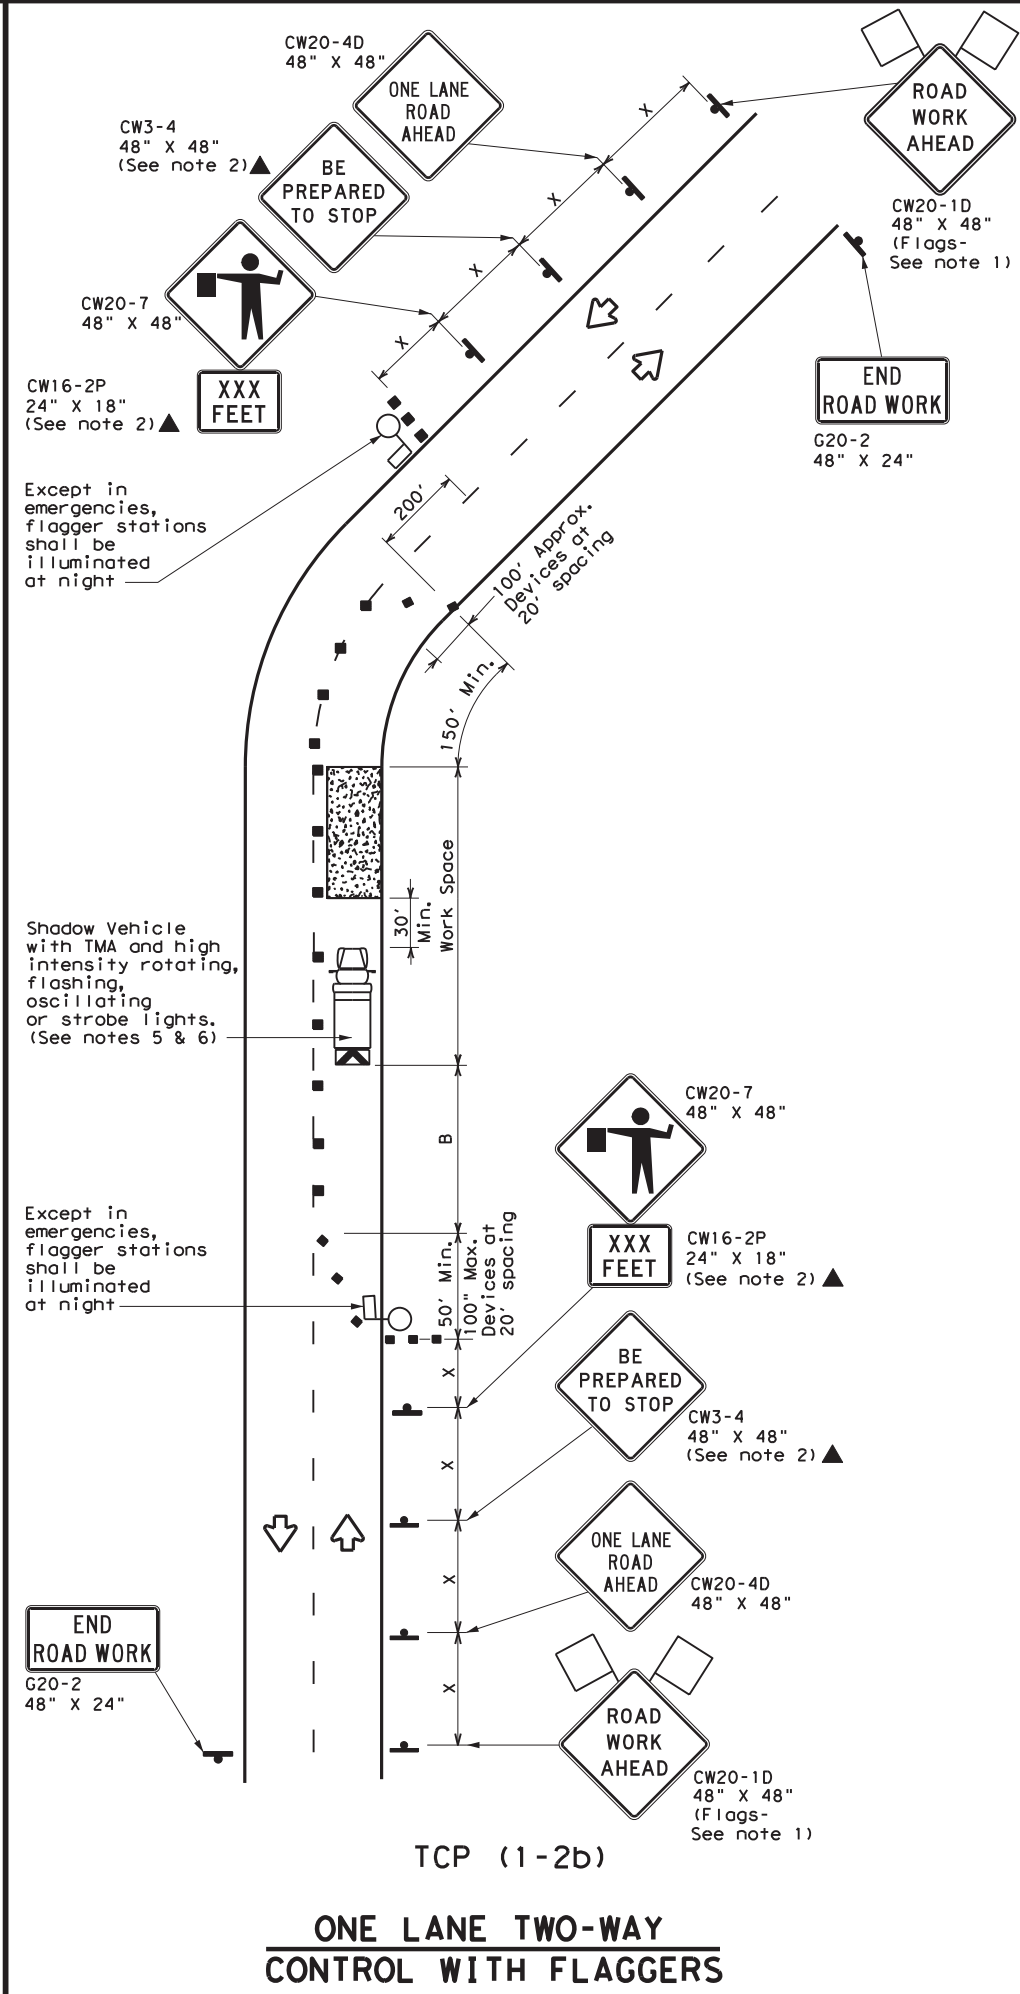 CW20-4D
48" X 48"
ONE LANE
ROAD
AHEAD
ROAD
WORK
AHEAD
CW20-1D
48" X 48"
(Flags-
See note 1)
CW3-4
48" X 48"
(See note 2)
BE
PREPARED
TO STOP
X
X
X
X
CW20-7
48" X 48"
CW16-2P
24" X 18"
(See note 2)
XXX
FEET
END
ROAD WORK
G20-2
48" X 24"
Except in
emergencies,
flagger stations
shall be
illuminated
at night
200'
100' Approx.
Devices at
20' spacing
150' Min.
Work Space
30'
Min.
Shadow Vehicle
with TMA and high
intensity rotating,
flashing,
oscillating
or strobe lights.
(See notes 5 & 6)
B
CW20-7
48" X 48"
XXX
FEET
CW16-2P
24" X 18"
(See note 2)
Except in
emergencies,
flagger stations
shall be
illuminated
at night
50' Min.
100" Max.
Devices at
20' spacing
X
X
X
X
BE
PREPARED
TO STOP
CW3-4
48" X 48"
(See note 2)
ONE LANE
ROAD
AHEAD
CW20-4D
48" X 48"
END
ROAD WORK
G20-2
48" X 24"
ROAD
WORK
AHEAD
CW20-1D
48" X 48"
(Flags-
See note 1)
TCP (1-2b)
ONE LANE TWO-WAY
CONTROL WITH FLAGGERS